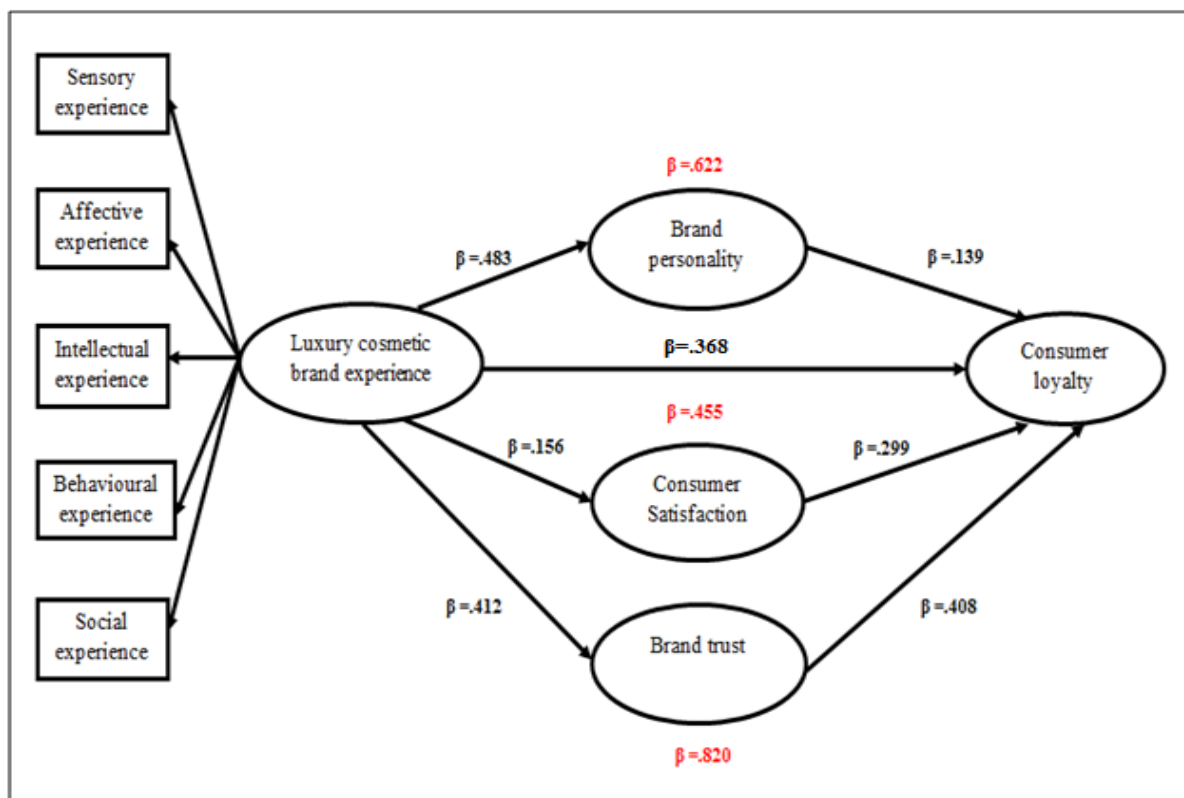 Sensory
experience
Affective
experience
Intellectual
experience
Behavioural
experience
Social
experience
Luxury cosmetic
brand experience
β =.483
β =.156
β =.412
β =.622
Brand
personality
β=.368
β =.455
Consumer
Satisfaction
Brand trust
β =.820
β =.139
β =.299
β =.408
Consumer
loyalty